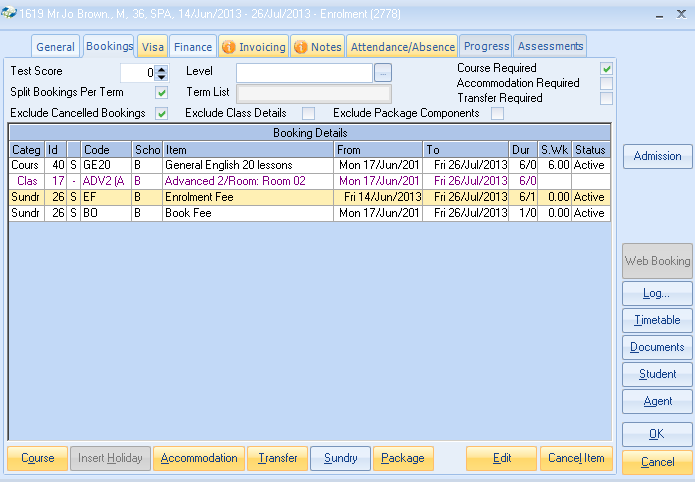 1619 Mr Jo Brown., M, 36, SPA, 14/Jun/2013 - 26/Jul/2013 - Enrolment (2778)
General Bookings Visa Finance Invoicing Notes Attendance/Absence Progress Assessments
Test Score 0 Level ... Course Required
Split Bookings Per Term Term List Accommodation Required
Transfer Required
Exclude Cancelled Bookings Exclude Class Details Exclude Package Components
Booking Details
Categ Id S Code Scho Item From To Dur S.Wk Status
Cours 40 S GE20 B General English 20 lessons Mon 17/Jun/201 Fri 26/Jul/2013 6/0 6.00 Active
Clas 17 - ADV2 (A B Advanced 2/Room: Room 02 Mon 17/Jun/201 Fri 26/Jul/2013 6/0
Sundr 26 S EF B Enrolment Fee Fri 14/Jun/2013 Fri 26/Jul/2013 6/1 0.00 Active
Sundr 26 S BO B Book Fee Mon 17/Jun/201 Fri 26/Jul/2013 1/0 0.00 Active
Admission
Web Booking
Log...
Timetable
Documents
Student
Agent
OK
Cancel
Course Insert Holiday Accommodation Transfer Sundry Package Edit Cancel Item